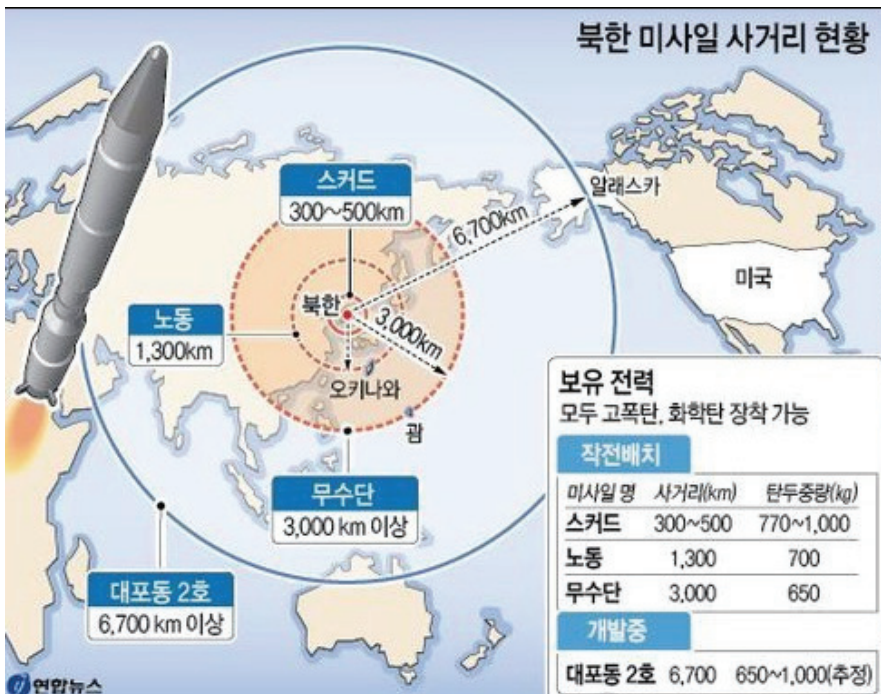 북한 미사일 사거리 현황
스커드
300~500km
알래스카
6,700km
미국
북한
노동
1,300km
3,000km
오키나와
괌
무수단
3,000 km 이상
대포동 2호
6,700 km 이상
보유 전력
모두 고폭탄, 화학탄 장착 가능
작전배치
미사일 명 사거리(km) 탄두중량(kg)
스커드 300~500 770~1,000
노동 1,300 700
무수단 3,000 650
개발중
대포동 2호 6,700 650~1,000(추정)
연합뉴스